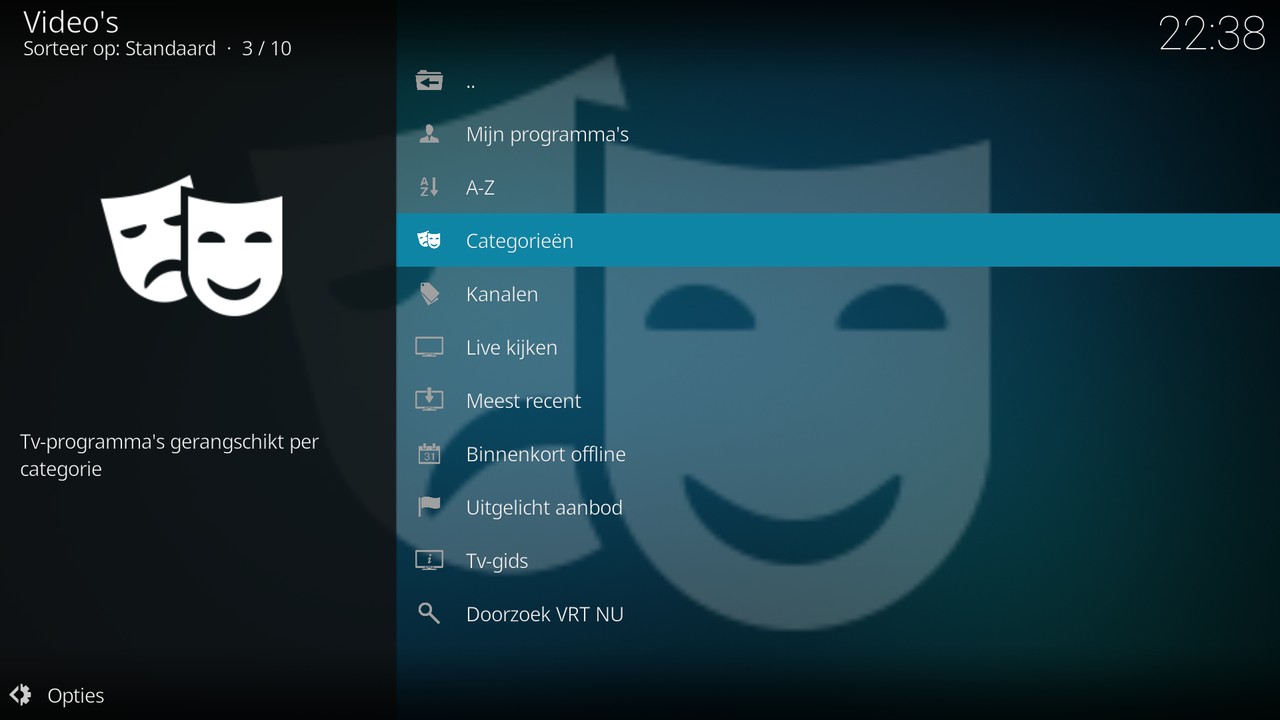 Video's
Sorteer op: Standaard · 3 / 10
22:38
..
Mijn programma's
A-Z
Categorieën
Kanalen
Live kijken
Meest recent
Binnenkort offline
Uitgelicht aanbod
Tv-gids
Doorzoek VRT NU
Tv-programma's gerangschikt per
categorie
Opties